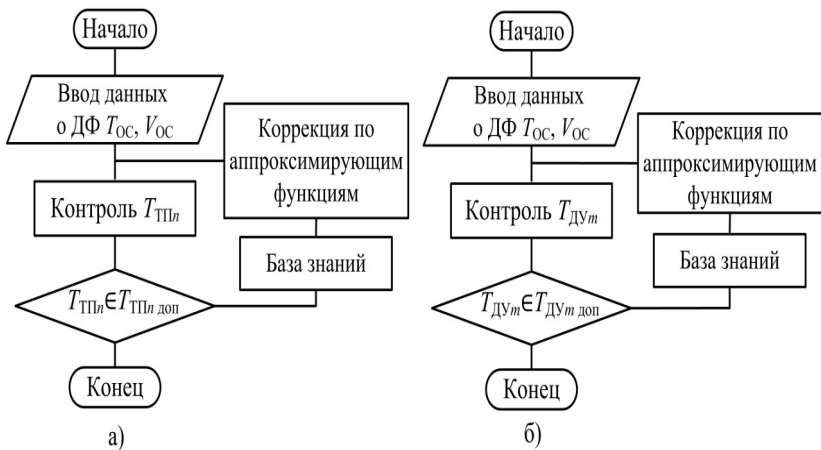 Начало
Ввод данных
о ДФ TОС, VОС
Коррекция по
аппроксимирующим
функциям
Контроль TТПn
База знаний
TТПn∈TТПn доп
Конец
а)
Начало
Ввод данных
о ДФ TОС, VОС
Коррекция по
аппроксимирующим
функциям
Контроль TДУm
База знаний
TДУm∈TДУm доп
Конец
б)